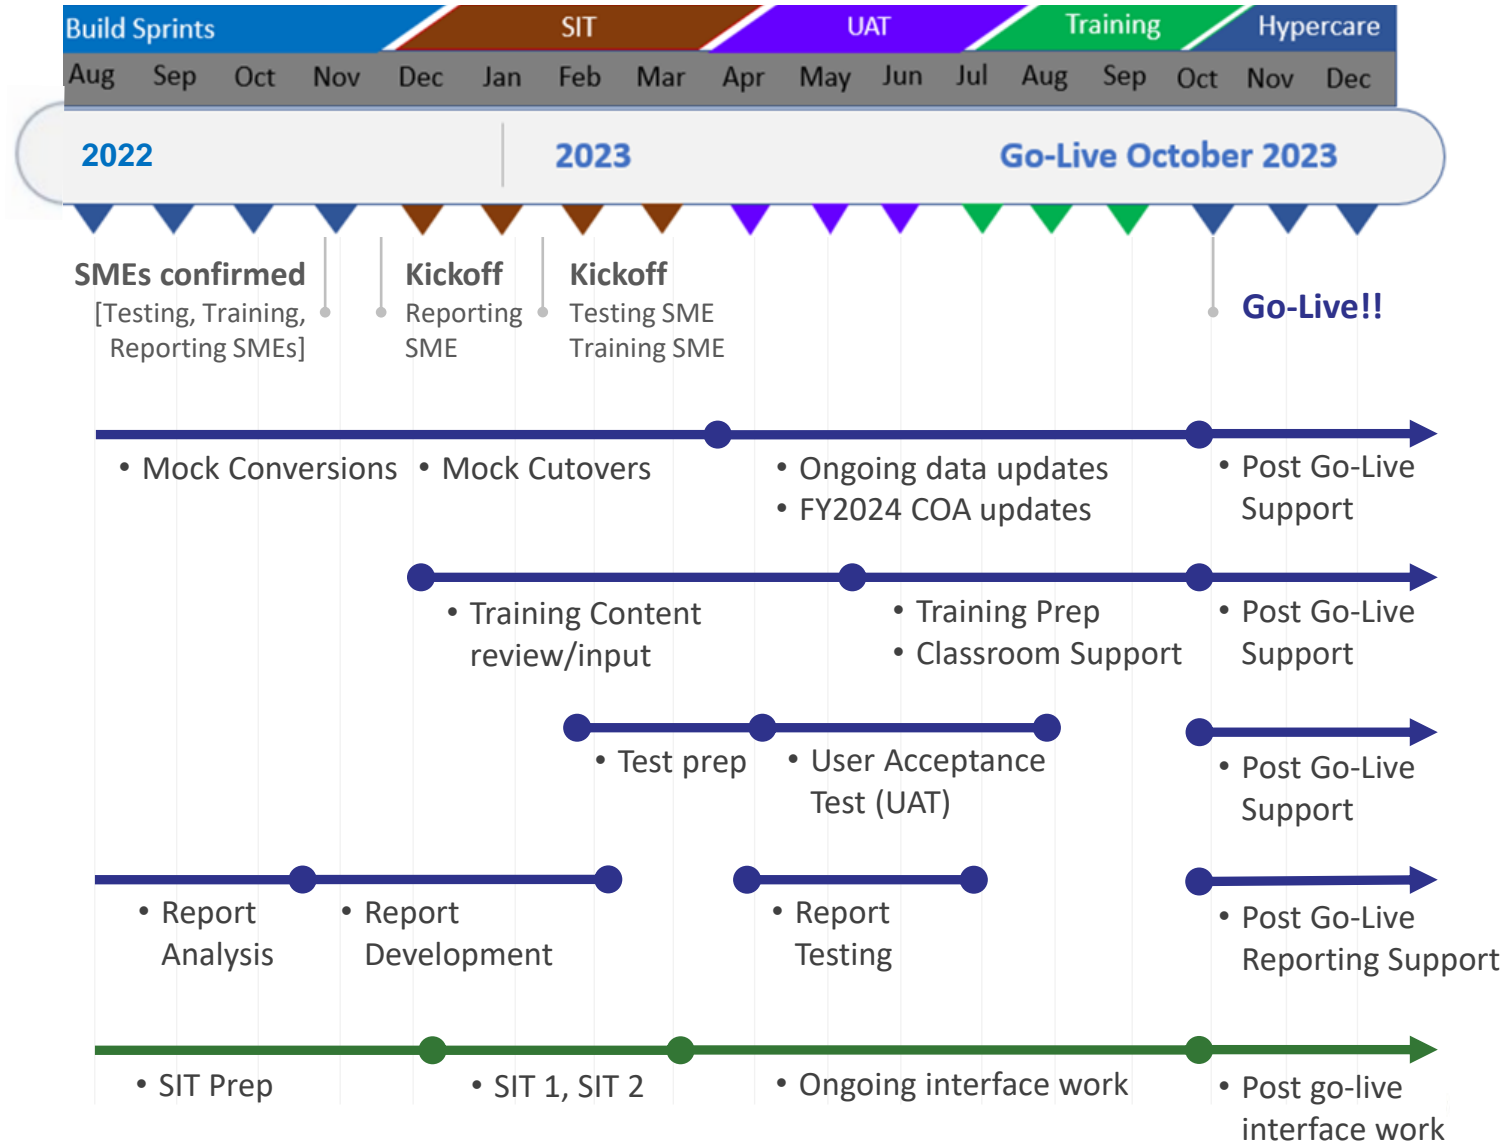 Build Sprints SIT UAT Training Hypercare
Aug Sep Oct Nov Dec Jan Feb Mar Apr May Jun Jul Aug Sep Oct Nov Dec
2022 2023 Go-Live October 2023
SMEs confirmed
[Testing, Training,
Reporting SMEs]
Kickoff
Reporting
SME
Kickoff
Testing SME
Training SME
Go-Live!!
• Mock Conversions
• Mock Cutovers
• Ongoing data updates
• FY2024 COA updates
• Post Go-Live
Support
• Training Content
review/input
• Training Prep
• Classroom Support
• Post Go-Live
Support
• Test prep
• User Acceptance
Test (UAT)
• Post Go-Live
Support
• Report
Analysis
• Report
Development
• Report
Testing
• Post Go-Live
Reporting Support
• SIT Prep
• SIT 1, SIT 2
• Ongoing interface work
• Post go-live
interface work